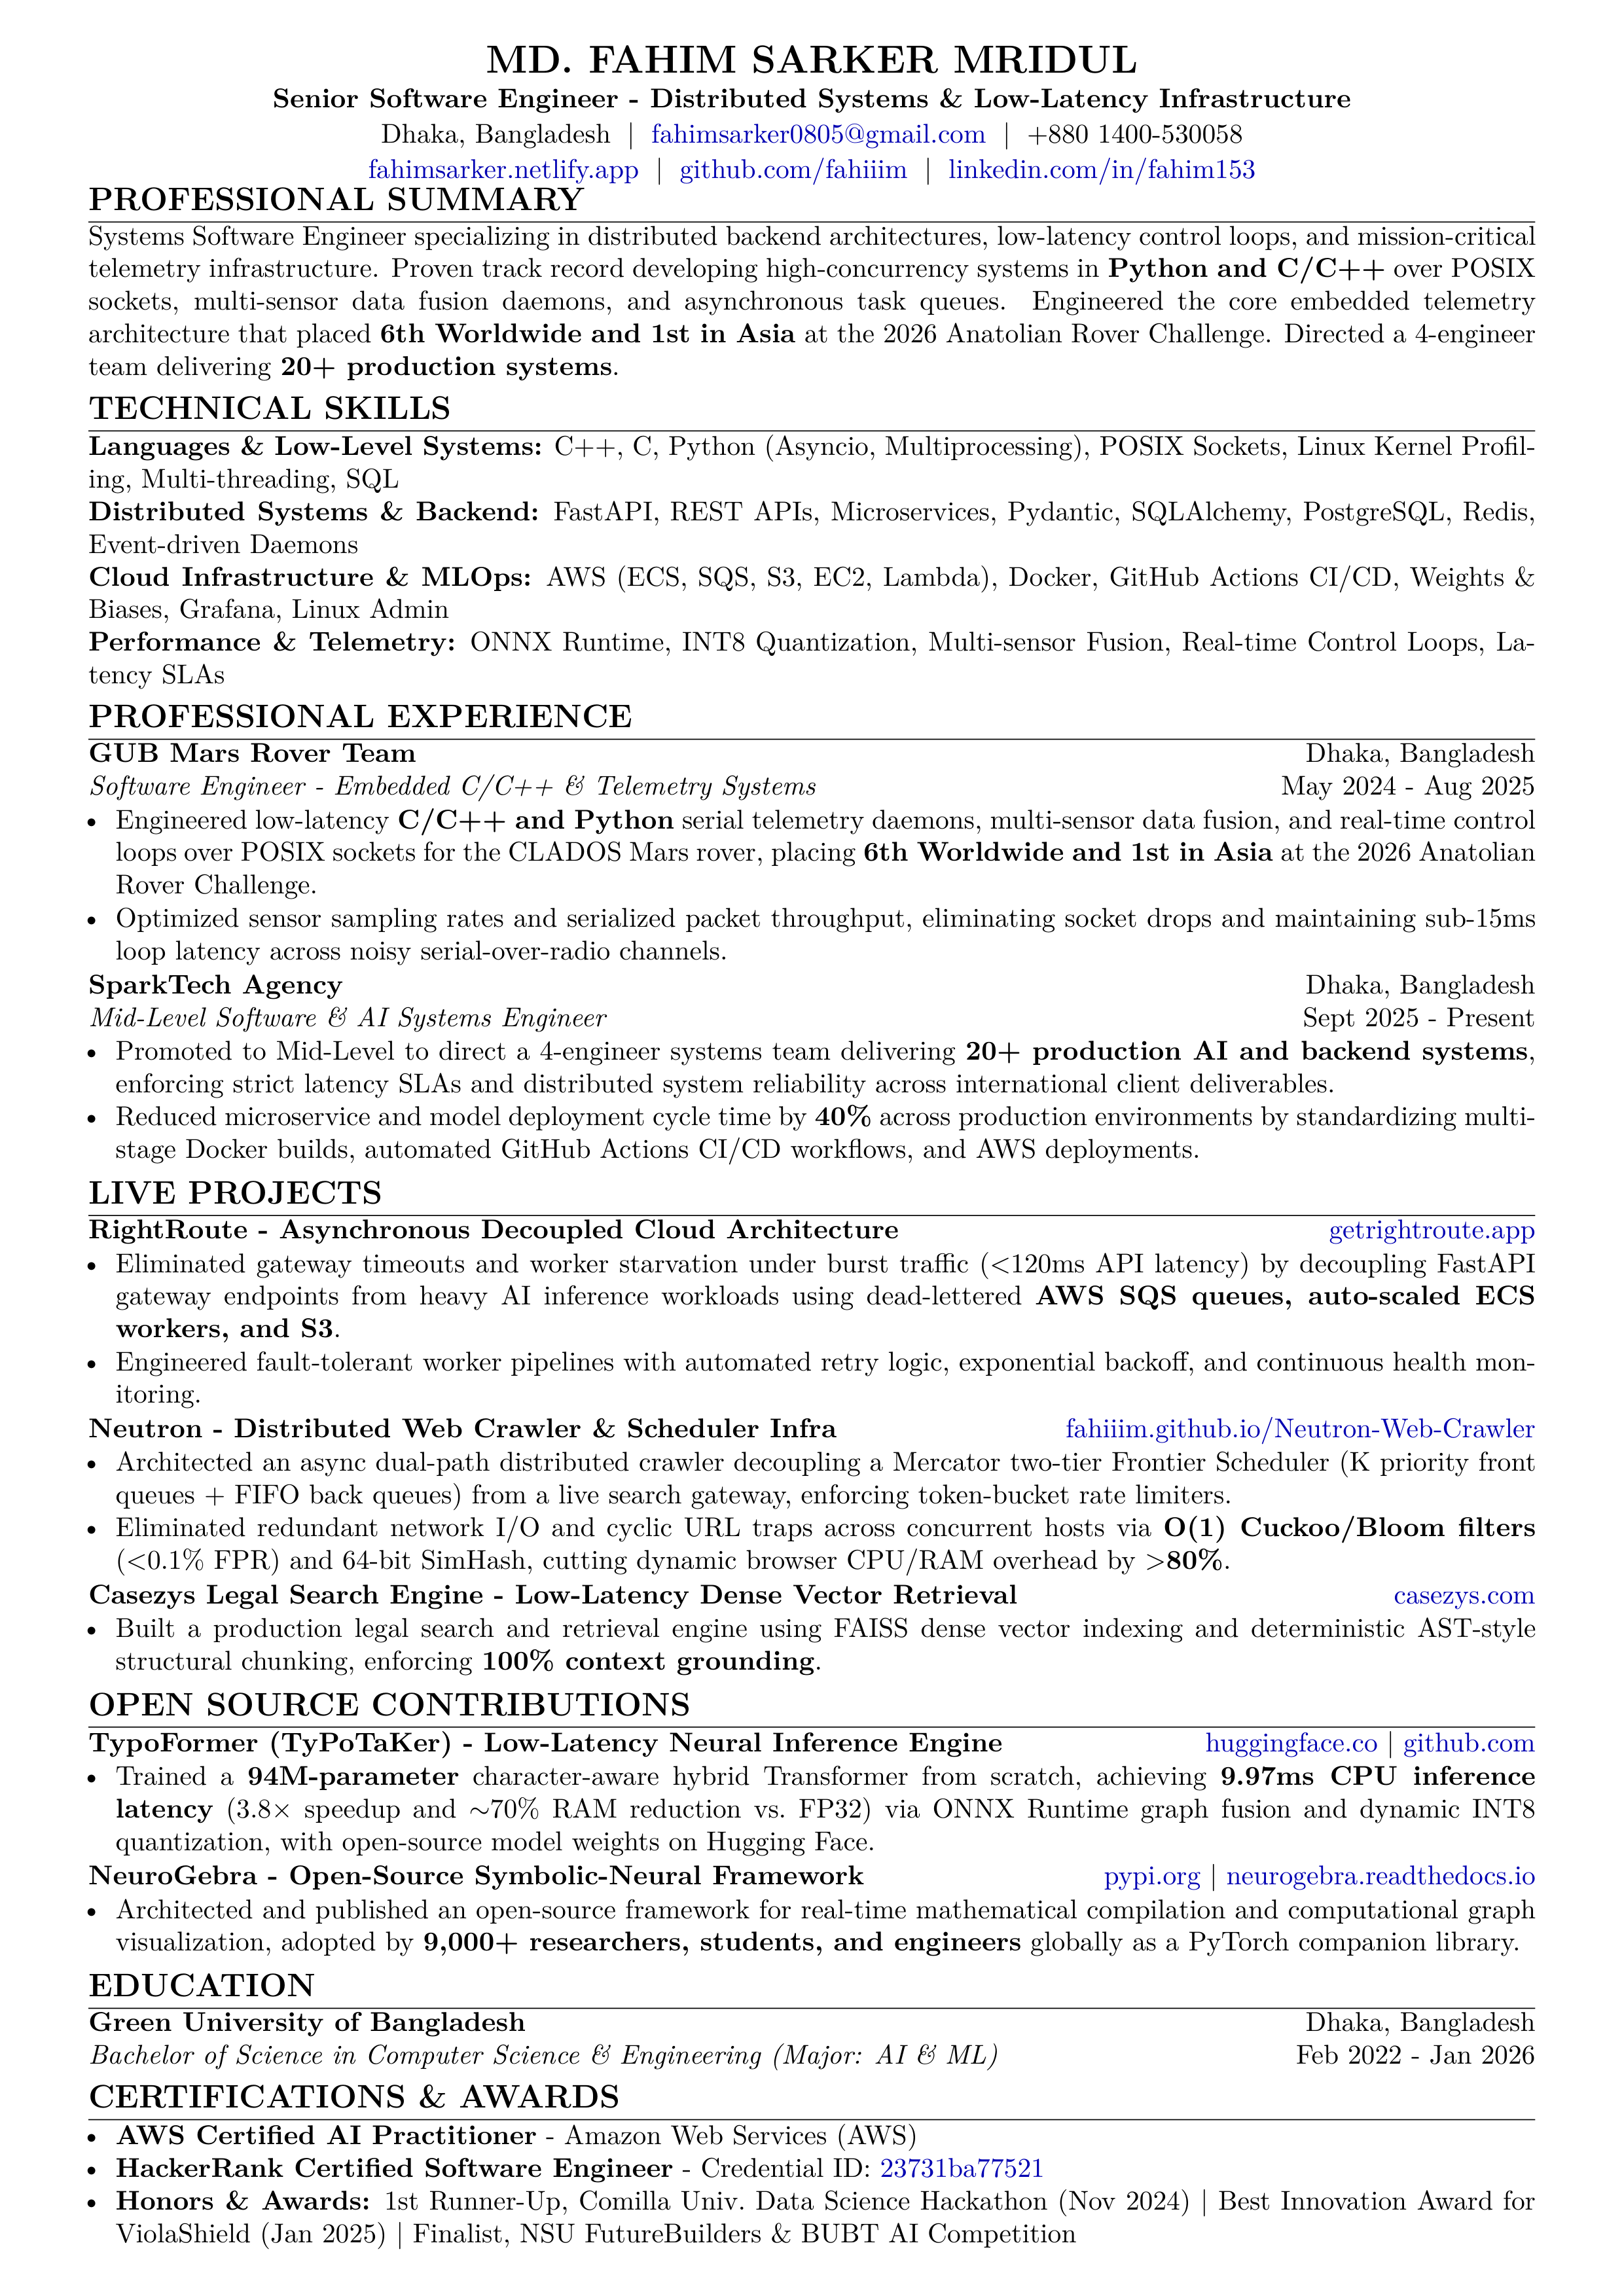 MD. FAHIM SARKER MRIDUL
Senior Software Engineer - Distributed Systems & Low-Latency Infrastructure
Dhaka, Bangladesh | fahimsarker0805@gmail.com | +880 1400-530058
fahimsarker.netlify.app | github.com/fahiiim | linkedin.com/in/fahim153
PROFESSIONAL SUMMARY
Systems Software Engineer specializing in distributed backend architectures, low-latency control loops, and mission-critical
telemetry infrastructure. Proven track record developing high-concurrency systems in Python and C/C++ over POSIX
sockets, multi-sensor data fusion daemons, and asynchronous task queues. Engineered the core embedded telemetry
architecture that placed 6th Worldwide and 1st in Asia at the 2026 Anatolian Rover Challenge. Directed a 4-engineer
team delivering 20+ production systems.
TECHNICAL SKILLS
Languages & Low-Level Systems: C++, C, Python (Asyncio, Multiprocessing), POSIX Sockets, Linux Kernel Profil-
ing, Multi-threading, SQL
Distributed Systems & Backend: FastAPI, REST APIs, Microservices, Pydantic, SQLAlchemy, PostgreSQL, Redis,
Event-driven Daemons
Cloud Infrastructure & MLOps: AWS (ECS, SQS, S3, EC2, Lambda), Docker, GitHub Actions CI/CD, Weights &
Biases, Grafana, Linux Admin
Performance & Telemetry: ONNX Runtime, INT8 Quantization, Multi-sensor Fusion, Real-time Control Loops, La-
tency SLAs
PROFESSIONAL EXPERIENCE
GUB Mars Rover Team Dhaka, Bangladesh
Software Engineer - Embedded C/C++ & Telemetry Systems May 2024 - Aug 2025
• Engineered low-latency C/C++ and Python serial telemetry daemons, multi-sensor data fusion, and real-time control
loops over POSIX sockets for the CLADOS Mars rover, placing 6th Worldwide and 1st in Asia at the 2026 Anatolian
Rover Challenge.
• Optimized sensor sampling rates and serialized packet throughput, eliminating socket drops and maintaining sub-15ms
loop latency across noisy serial-over-radio channels.
SparkTech Agency Dhaka, Bangladesh
Mid-Level Software & AI Systems Engineer Sept 2025 - Present
• Promoted to Mid-Level to direct a 4-engineer systems team delivering 20+ production AI and backend systems,
enforcing strict latency SLAs and distributed system reliability across international client deliverables.
• Reduced microservice and model deployment cycle time by 40% across production environments by standardizing multi-
stage Docker builds, automated GitHub Actions CI/CD workflows, and AWS deployments.
LIVE PROJECTS
RightRoute - Asynchronous Decoupled Cloud Architecture getrightroute.app
• Eliminated gateway timeouts and worker starvation under burst traffic (<120ms API latency) by decoupling FastAPI
gateway endpoints from heavy AI inference workloads using dead-lettered AWS SQS queues, auto-scaled ECS
workers, and S3.
• Engineered fault-tolerant worker pipelines with automated retry logic, exponential backoff, and continuous health mon-
itoring.
Neutron - Distributed Web Crawler & Scheduler Infra fahiiim.github.io/Neutron-Web-Crawler
• Architected an async dual-path distributed crawler decoupling a Mercator two-tier Frontier Scheduler (K priority front
queues + FIFO back queues) from a live search gateway, enforcing token-bucket rate limiters.
• Eliminated redundant network I/O and cyclic URL traps across concurrent hosts via O(1) Cuckoo/Bloom filters
(<0.1% FPR) and 64-bit SimHash, cutting dynamic browser CPU/RAM overhead by >80%.
Casezys Legal Search Engine - Low-Latency Dense Vector Retrieval casezys.com
• Built a production legal search and retrieval engine using FAISS dense vector indexing and deterministic AST-style
structural chunking, enforcing 100% context grounding.
OPEN SOURCE CONTRIBUTIONS
TypoFormer (TyPoTaKer) - Low-Latency Neural Inference Engine huggingface.co | github.com
• Trained a 94M-parameter character-aware hybrid Transformer from scratch, achieving 9.97ms CPU inference
latency (3.8× speedup and ~70% RAM reduction vs. FP32) via ONNX Runtime graph fusion and dynamic INT8
quantization, with open-source model weights on Hugging Face.
NeuroGebra - Open-Source Symbolic-Neural Framework pypi.org | neurogebra.readthedocs.io
• Architected and published an open-source framework for real-time mathematical compilation and computational graph
visualization, adopted by 9,000+ researchers, students, and engineers globally as a PyTorch companion library.
EDUCATION
Green University of Bangladesh Dhaka, Bangladesh
Bachelor of Science in Computer Science & Engineering (Major: AI & ML) Feb 2022 - Jan 2026
CERTIFICATIONS & AWARDS
• AWS Certified AI Practitioner - Amazon Web Services (AWS)
• HackerRank Certified Software Engineer - Credential ID: 23731ba77521
• Honors & Awards: 1st Runner-Up, Comilla Univ. Data Science Hackathon (Nov 2024) | Best Innovation Award for
ViolaShield (Jan 2025) | Finalist, NSU FutureBuilders & BUBT AI Competition